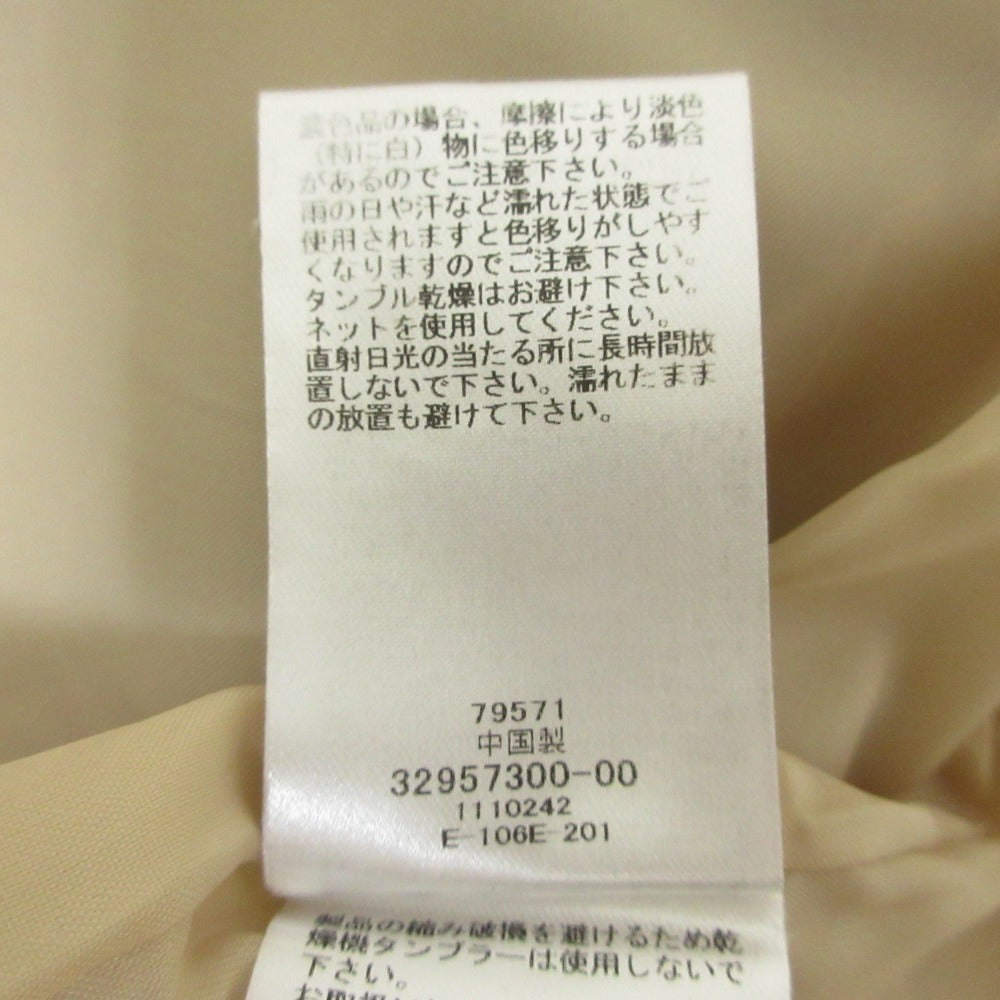 濃色品の場合、摩擦により淡色
（特に白）物に色移りする場合
があるのでご注意下さい。
雨の日や汗など濡れた状態でご
使用されますと色移りがしやす
くなりますのでご注意下さい。
タンブル乾燥はお避け下さい。
ネットを使用してください。
直射日光の当たる所に長時間放
置しないで下さい。濡れたまま
の放置も避けて下さい。
79571
中国製
32957300-00
1110242
E-106E-201
製品の縮み破損を避けるため乾
燥機タンブラーは使用しないで
下さい。